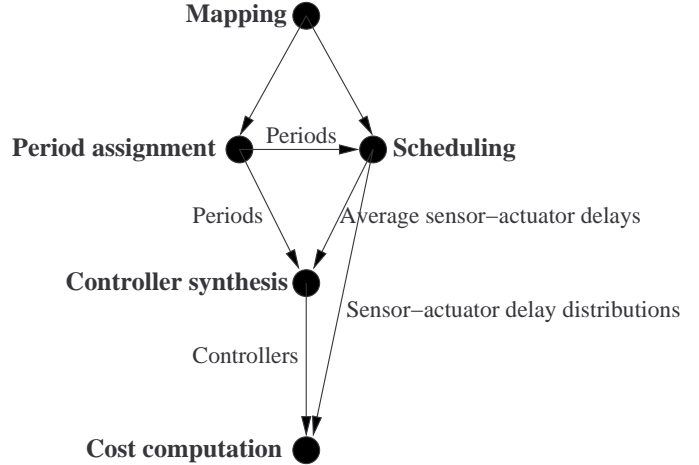 Mapping
Periods
Period assignment
Scheduling
Periods
Average sensor−actuator delays
Controller synthesis
Sensor−actuator delay distributions
Controllers
Cost computation